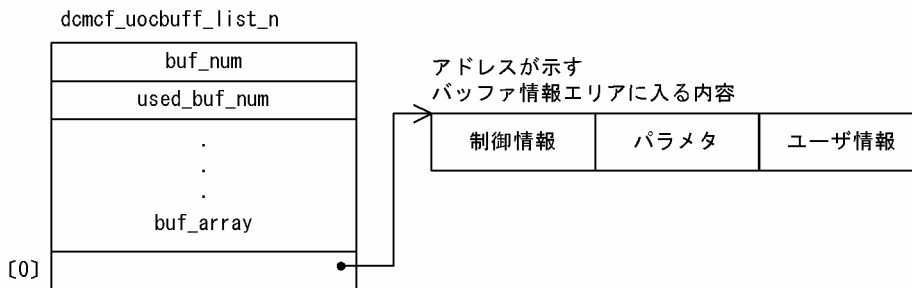 dcmcf_uocbuff_list_n
buf_num
used_buf_num
.
.
.
buf_array
〔0〕
アドレスが示す
バッファ情報エリアに入る内容
制御情報 パラメタ ユーザ情報